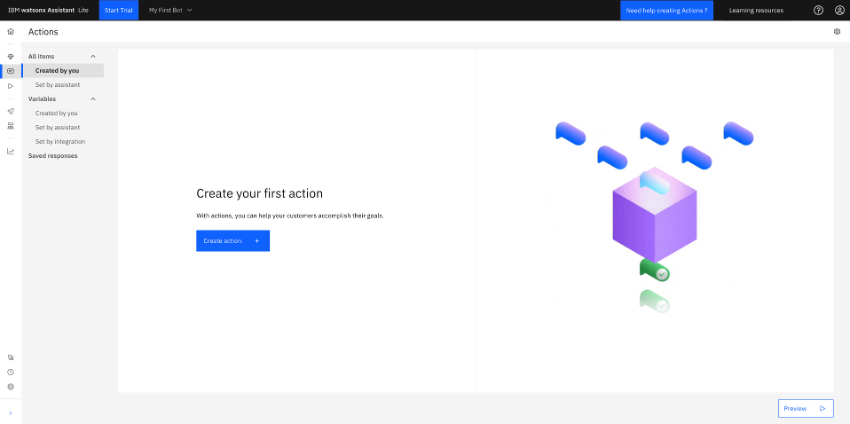 IBM watsonx Assistant Lite
Start Trial
My First Bot
Need help creating Actions ?
Learning resources
Actions
All items
Created by you
Set by assistant
Variables
Created by you
Set by assistant
Set by integration
Saved responses
Create your first action
With actions, you can help your customers accomplish their goals.
Create action +
Preview